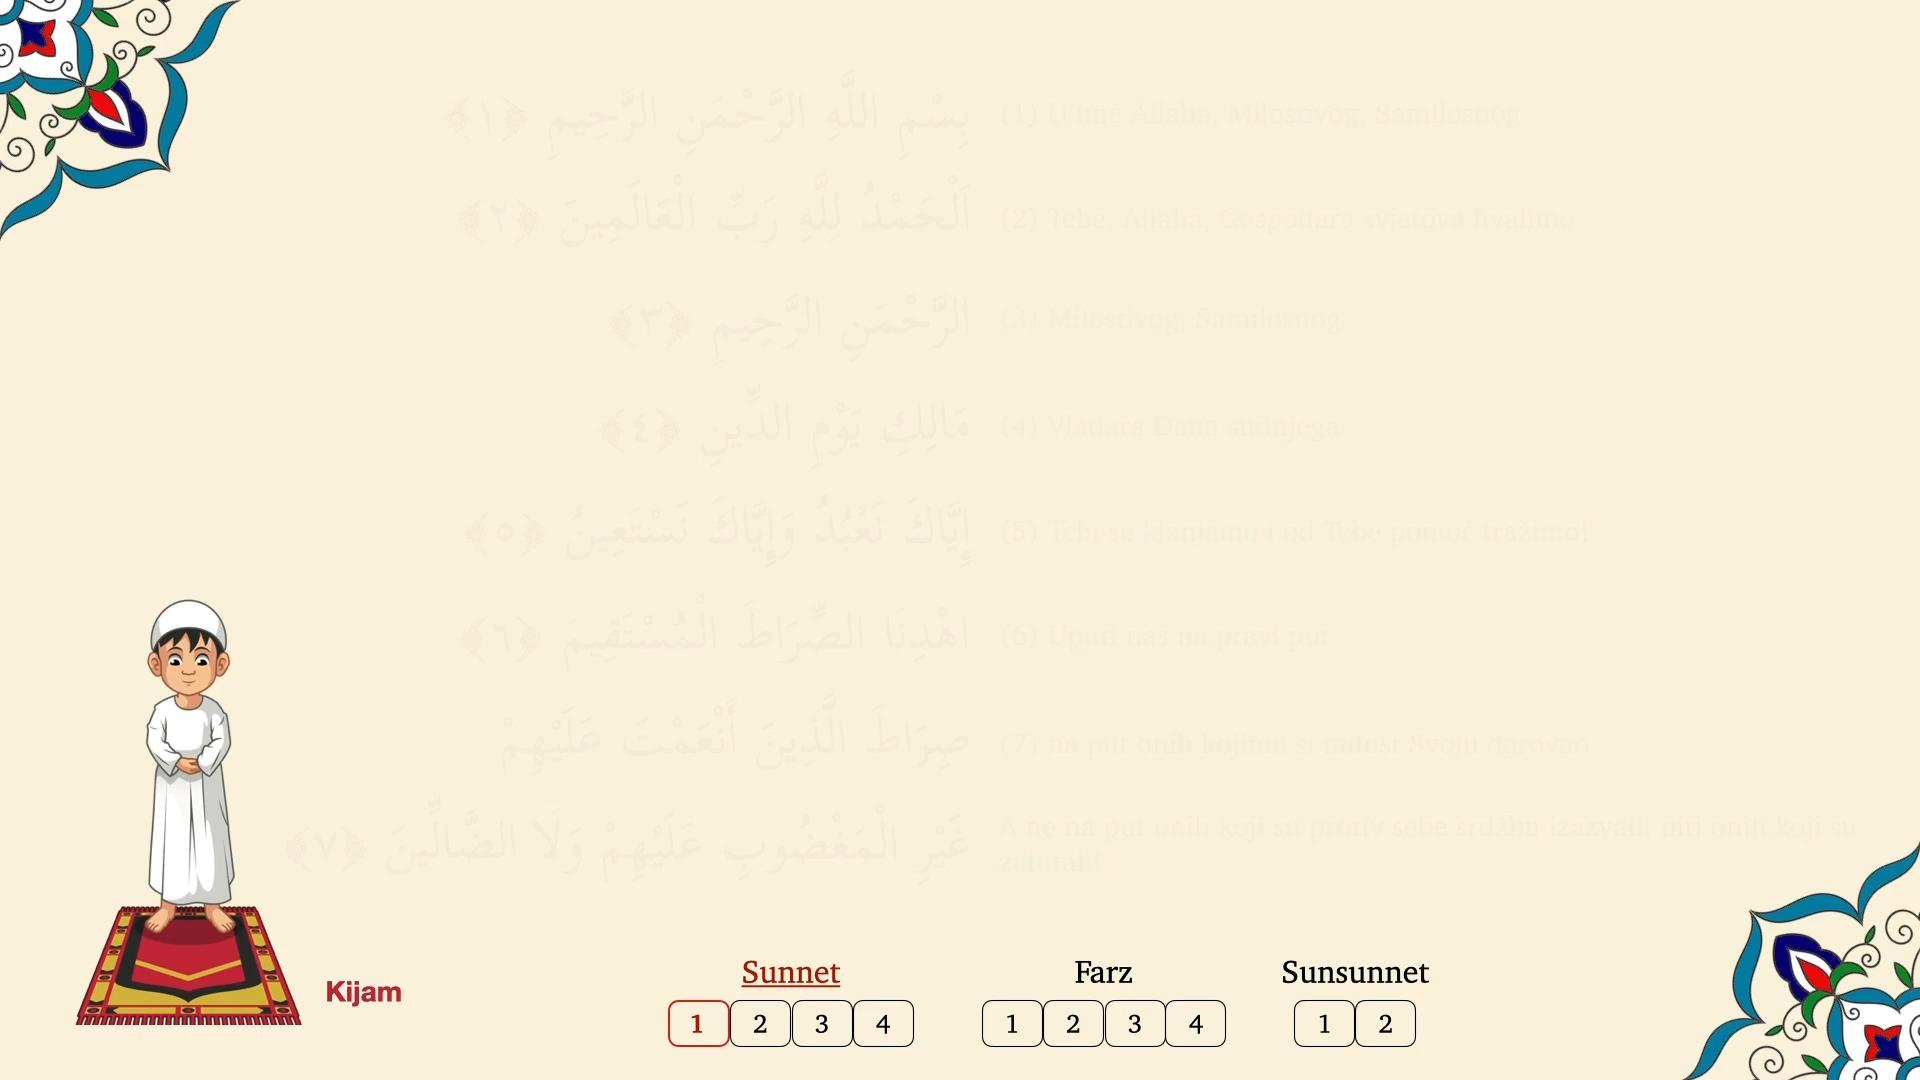 بِسْمِ اللَّهِ الرَّحْمَنِ الرَّحِيمِ ﴿١﴾
(1) U ime Allaha, Milostivog, Samilosnog
اَلْحَمْدُ لِلَّهِ رَبِّ الْعَالَمِينَ ﴿٢﴾
(2) Tebe, Allaha, Gospodara svjetova hvalimo
الرَّحْمَنِ الرَّحِيمِ ﴿٣﴾
(3) Milostivog, Samilosnog
مَالِكِ يَوْمِ الدِّينِ ﴿٤﴾
(4) Vladara Dana sudnjega
إِيَّاكَ نَعْبُدُ وَإِيَّاكَ نَسْتَعِينُ ﴿٥﴾
(5) Tebi se klanjamo i od Tebe pomoć tražimo!
اهْدِنَا الصِّرَاطَ الْمُسْتَقِيمَ ﴿٦﴾
(6) Uputi nas na pravi put
صِرَاطَ الَّذِينَ أَنْعَمْتَ عَلَيْهِمْ
(7) na put onih kojima si milost Svoju darovao
غَيْرِ الْمَغْضُوبِ عَلَيْهِمْ وَلَا الضَّالِّينَ ﴿٧﴾
A ne na put onih koji su protiv sebe srdžbu izazvali, niti onih koji su
zalutali!
Kijam
Sunnet Farz Sunsunnet
1 2 3 4 1 2 3 4 1 2